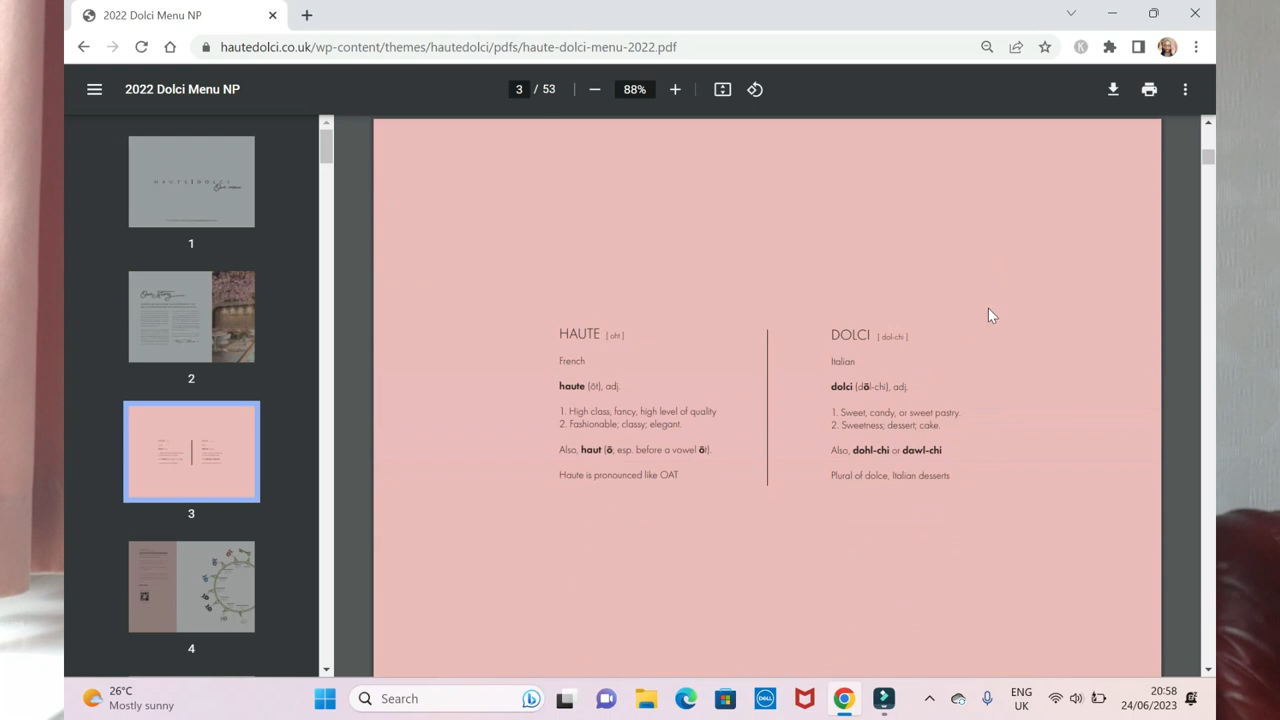 2022 Dolci Menu NP
hautedolci.co.uk/wp-content/themes/hautedolci/pdfs/haute-dolci-menu-2022.pdf
K
2022 Dolci Menu NP
3 / 53
88%
HAUTE|DOLCI
1
Our Story
2
3
4
HAUTE [ oht ]
French
haute (ōt), adj.
1. High class, fancy, high level of quality
2. Fashionable; classy; elegant.
Also, haut (ō; esp. before a vowel ōt).
Haute is pronounced like OAT
DOLCI [ dol-chi ]
Italian
dolci (dōl-chi), adj.
1. Sweet, candy, or sweet pastry.
2. Sweetness; dessert; cake.
Also, dohl-chi or dawl-chi
Plural of dolce, Italian desserts
26°C
Mostly sunny
Search
DELL
ENG
UK
20:58
24/06/2023